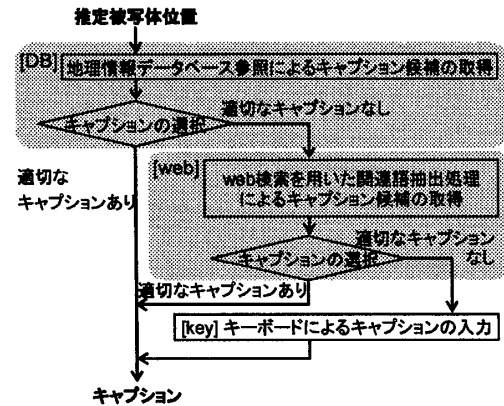 推定被写体位置
[DB] 地理情報データベース参照によるキャプション候補の取得
キャプションの選択
適切なキャプションなし
適切な
キャプションあり
[web]
web検索を用いた関連語抽出処理
によるキャプション候補の取得
キャプションの選択
適切なキャプション
なし
適切なキャプションあり
[key] キーボードによるキャプションの入力
キャプション